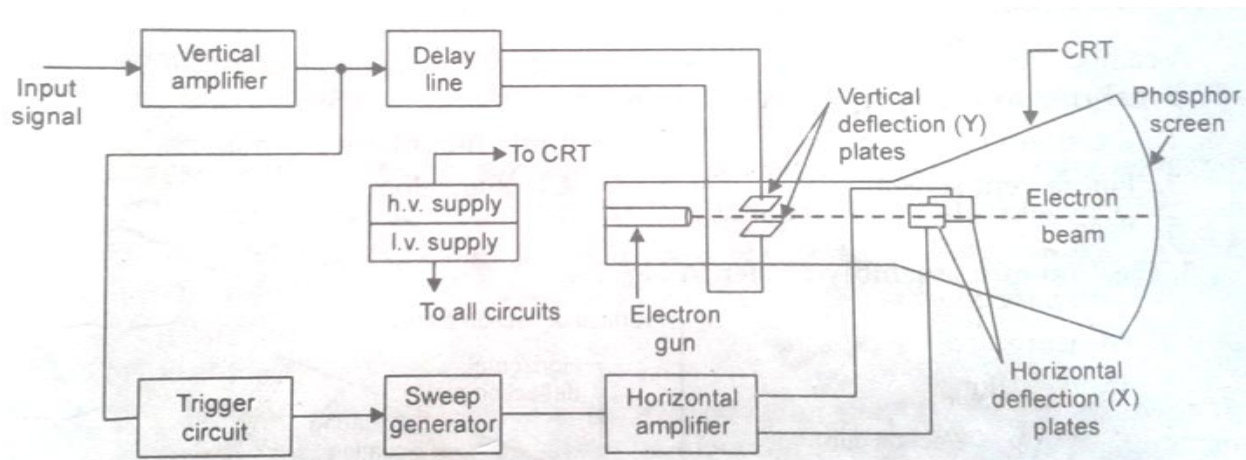 Input
signal
Vertical
amplifier
Delay
line
CRT
Phosphor
screen
Vertical
deflection (Y)
plates
To CRT
h.v. supply
l.v. supply
To all circuits
Electron
gun
Electron
beam
Horizontal
deflection (X)
plates
Trigger
circuit
Sweep
generator
Horizontal
amplifier